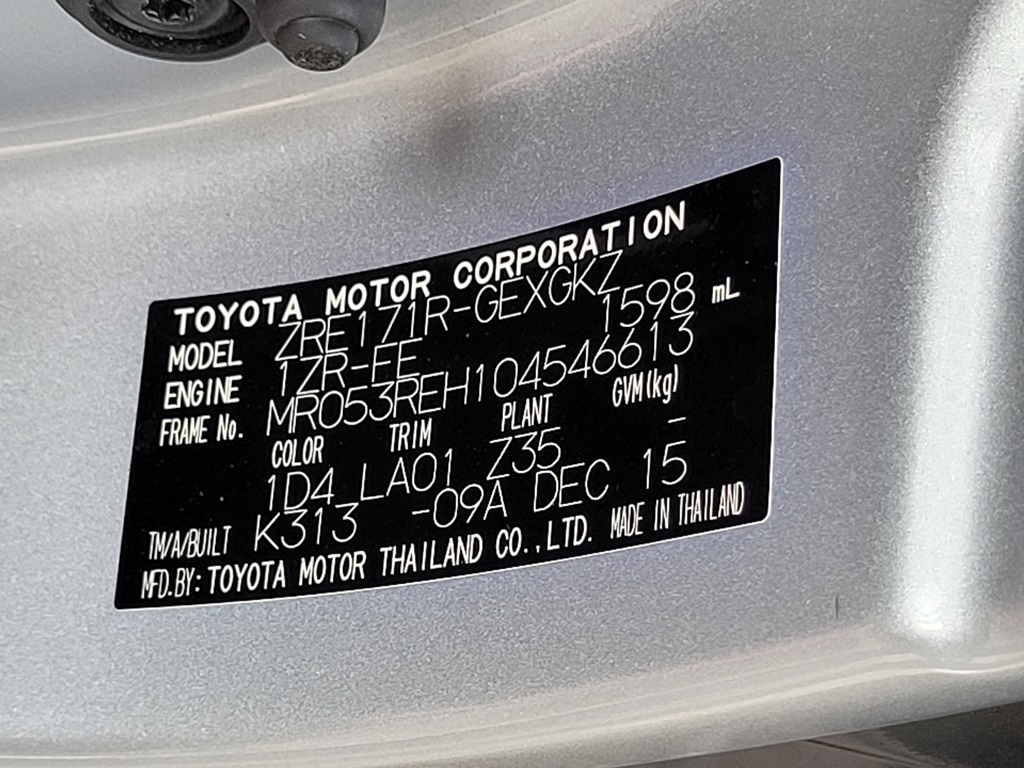 TOYOTA MOTOR CORPORATION
MODEL ZRE171R-GEXGKZ
ENGINE 1ZR-FE 1598 mL
FRAME No. MR053REH104546613
COLOR TRIM PLANT GVM(kg)
1D4 LA01 Z35 –
TM/A/BUILT K313 -09A DEC 15
MFD.BY: TOYOTA MOTOR THAILAND CO.,LTD. MADE IN THAILAND